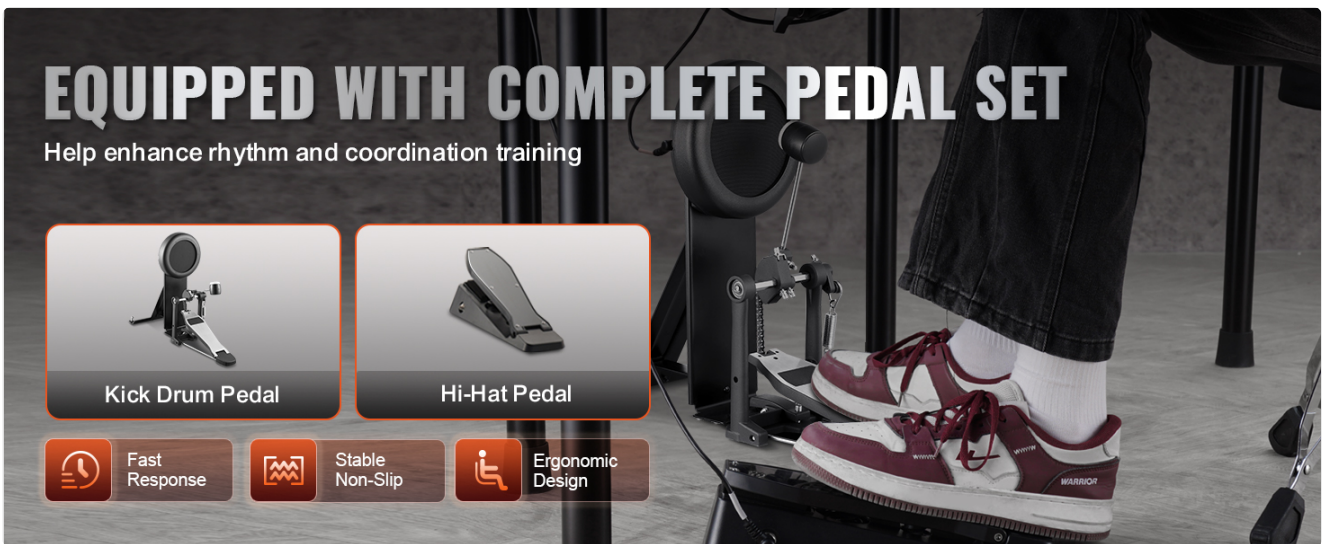 EQUIPPED WITH COMPLETE PEDAL SET
Help enhance rhythm and coordination training
Kick Drum Pedal
Hi-Hat Pedal
Fast
Response
Stable
Non-Slip
Ergonomic
Design
WARRIOR